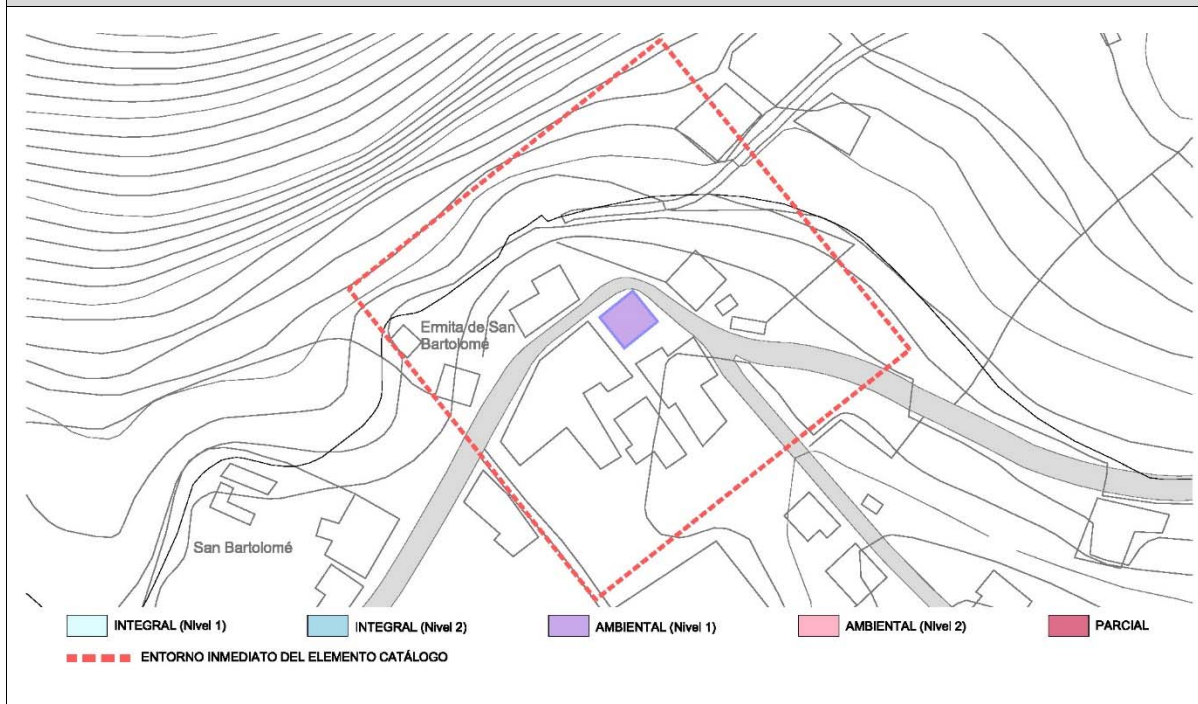 Ermita de San
Bartolomé
San Bartolomé
INTEGRAL (Nivel 1)
INTEGRAL (Nivel 2)
AMBIENTAL (Nivel 1)
AMBIENTAL (Nivel 2)
PARCIAL
ENTORNO INMEDIATO DEL ELEMENTO CATÁLOGO